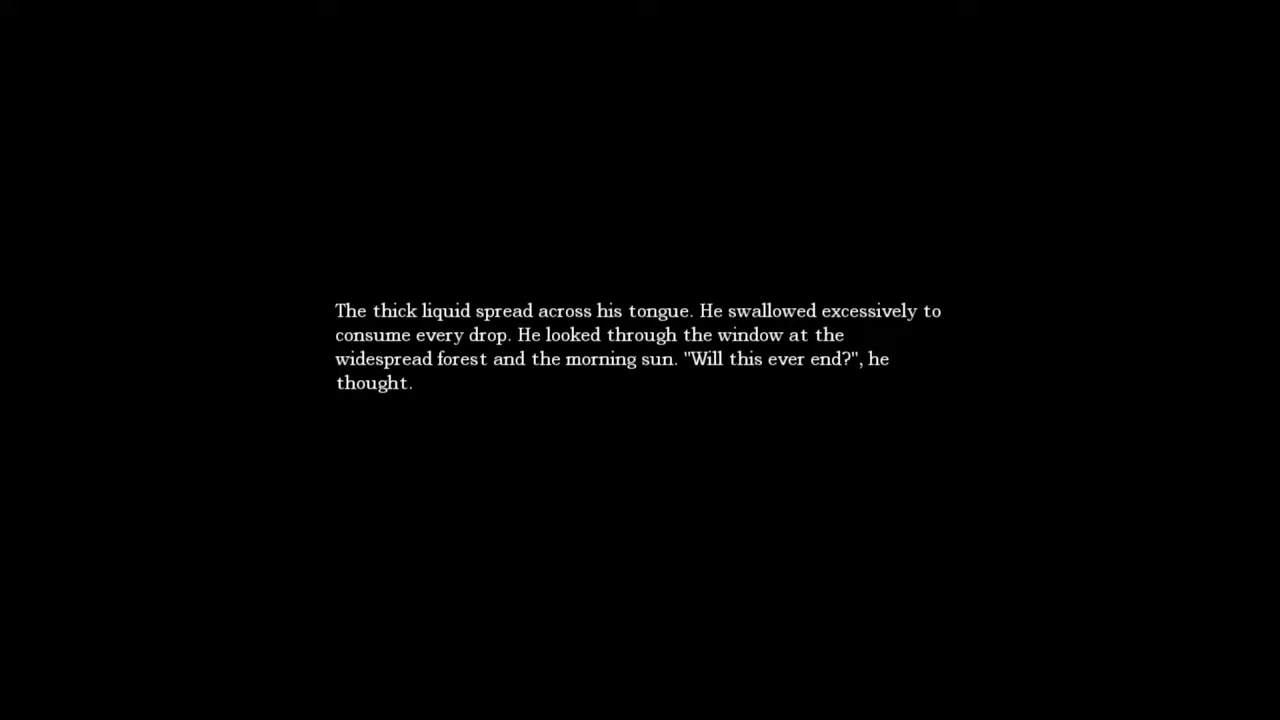 The thick liquid spread across his tongue. He swallowed excessively to
consume every drop. He looked through the window at the
widespread forest and the morning sun. "Will this ever end?", he
thought.